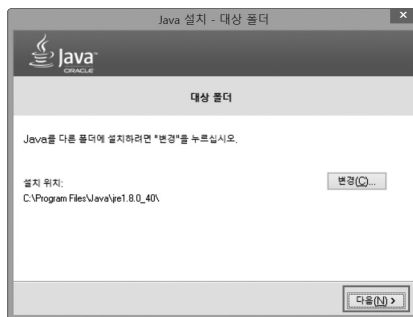 Java 설치 - 대상 폴더
Java
ORACLE
대상 폴더
Java를 다른 폴더에 설치하려면 "변경"을 누르십시오.
설치 위치:
변경(C)...
C:\Program Files\Java\jre1.8.0_40\
다음(N) >